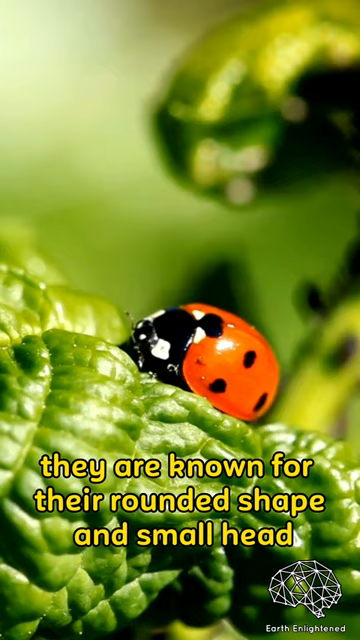 they are known for
their rounded shape
and small head
Earth Enlightened